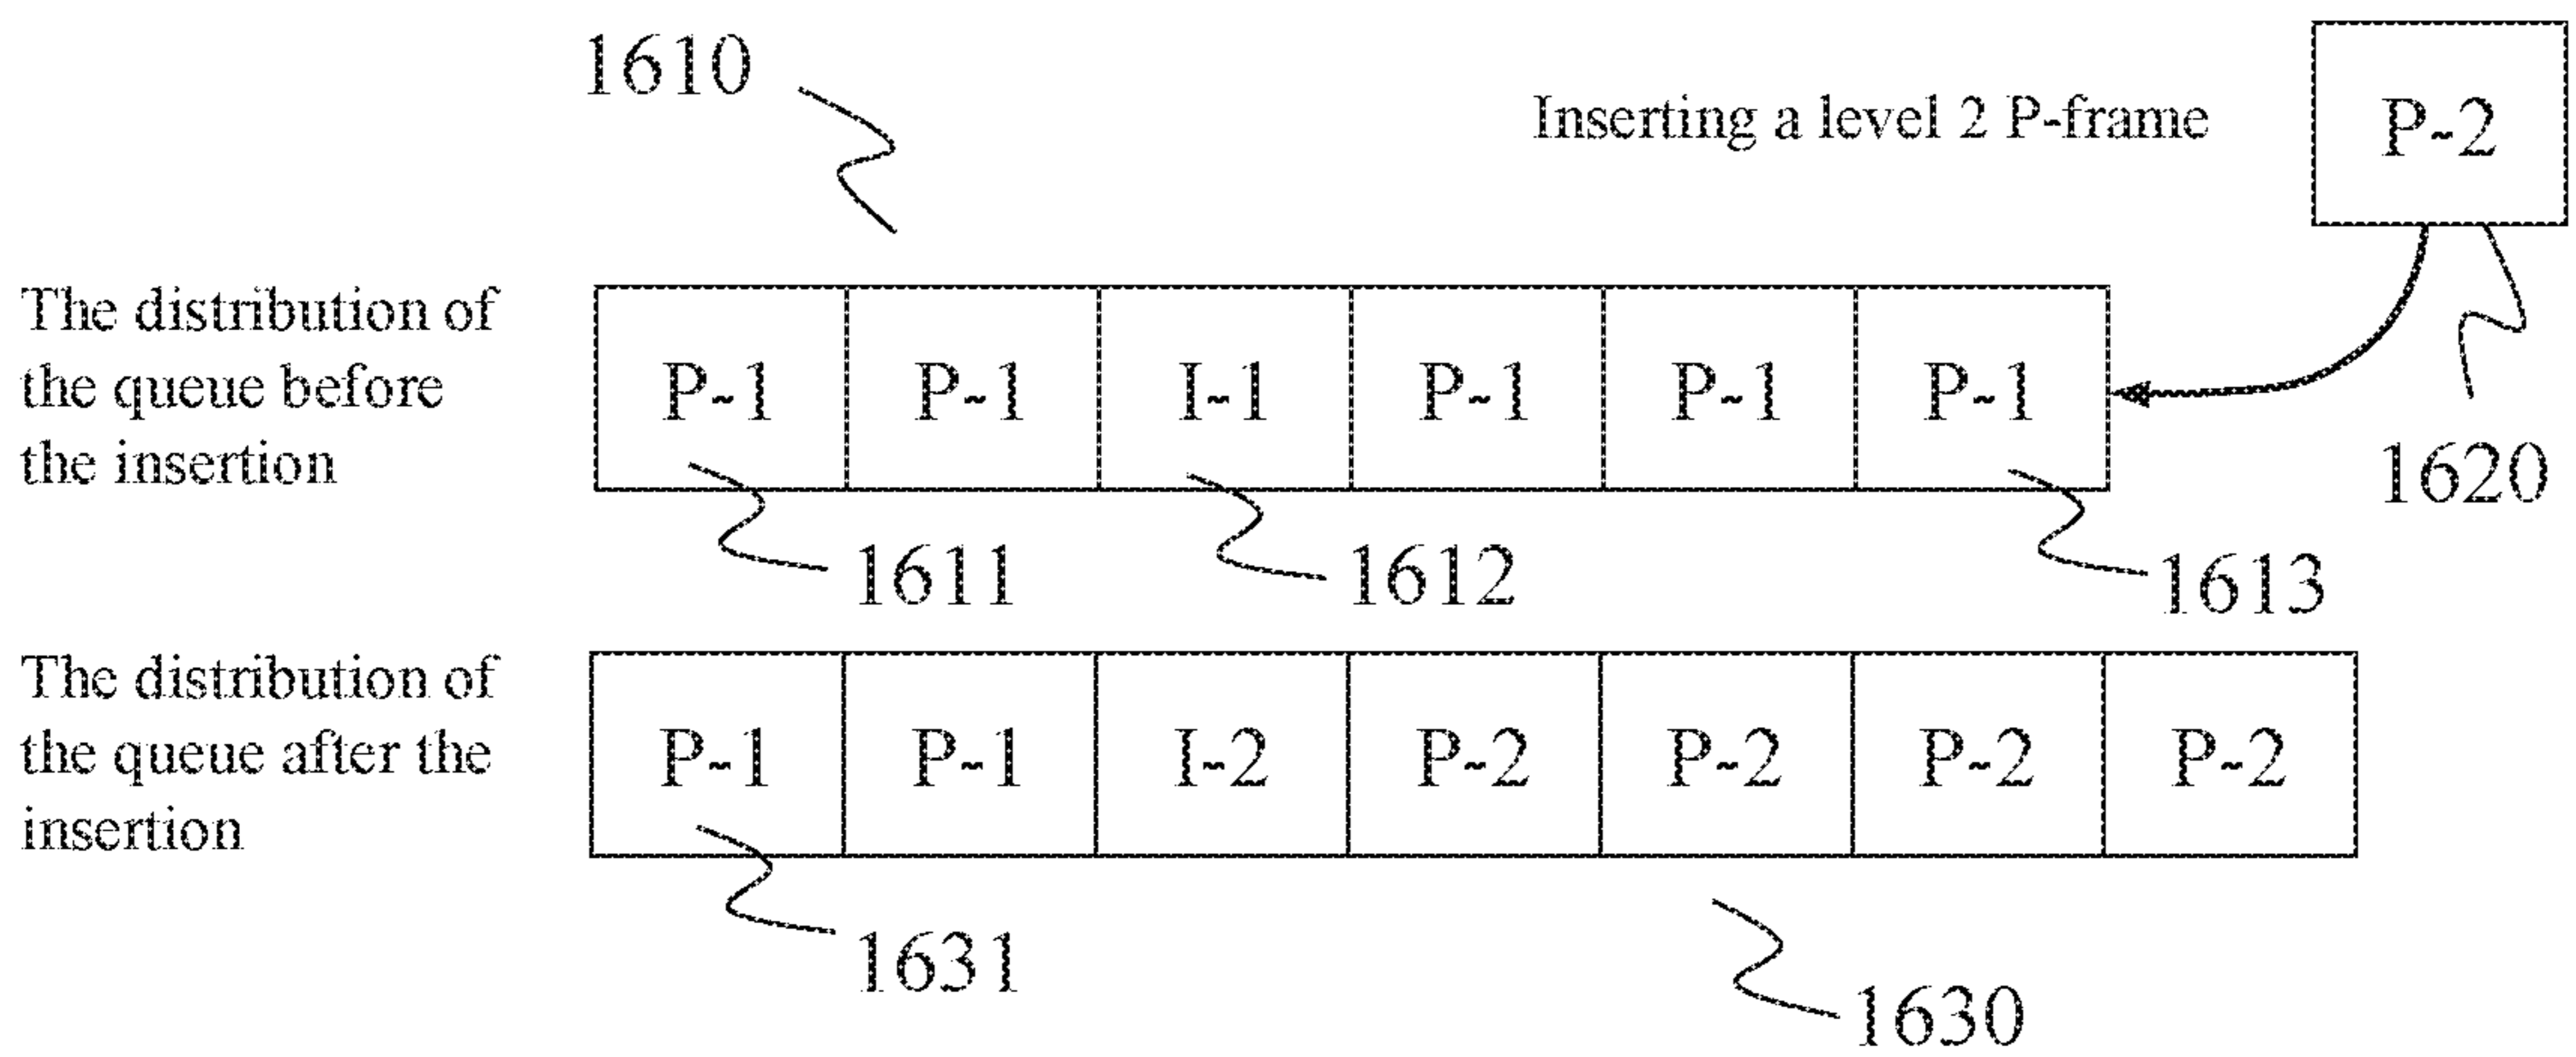 1610
Inserting a level 2 P-frame
P-2
The distribution of
the queue before
the insertion
P-1 P-1 I-1 P-1 P-1 P-1
1620
1611 1612 1613
The distribution of
the queue after the
insertion
P-1 P-1 I-2 P-2 P-2 P-2 P-2
1631
1630